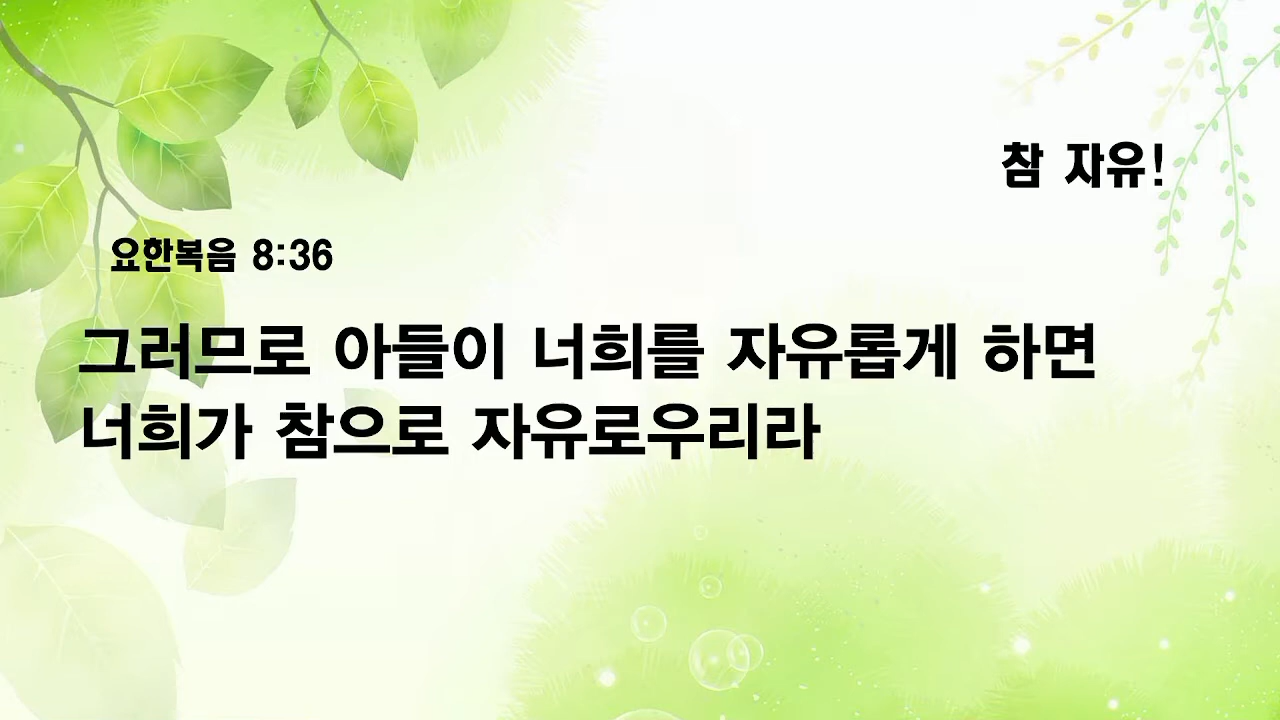 참 자유!
요한복음 8:36
그러므로 아들이 너희를 자유롭게 하면
너희가 참으로 자유로우리라